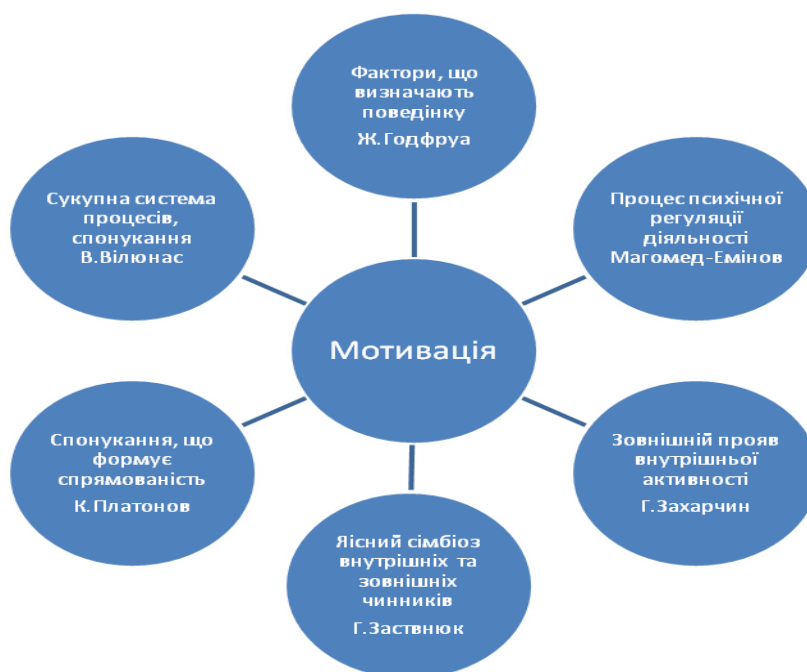 Фактори, що
визначають
поведінку
Ж.Годфруа
Сукупна система
процесів,
спонукання
В.Вілюнас
Процес психічної
регуляції
діяльності
Магомед-Емінов
Мотивація
Спонукання, що
формує
спрямованість
К.Платонов
Зовнішній прояв
внутрішньої
активності
Г.Захарчин
Яісний сімбіоз
внутрішніх та
зовнішніх
чинників
Г.Заствнюк